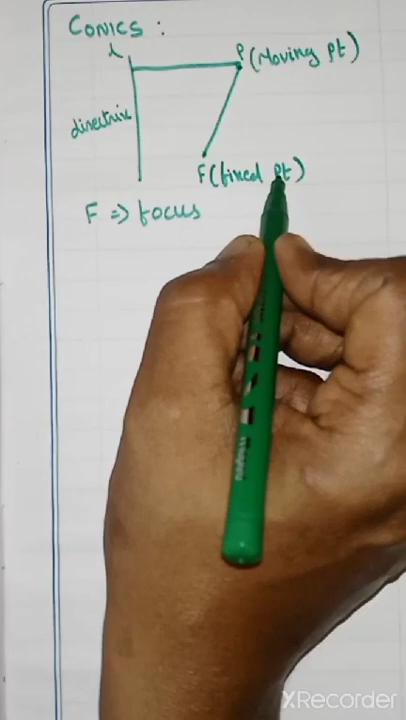 CONICS :
l
P (Moving pt)
directrix
F (fixed pt)
F => focus
XRecorder